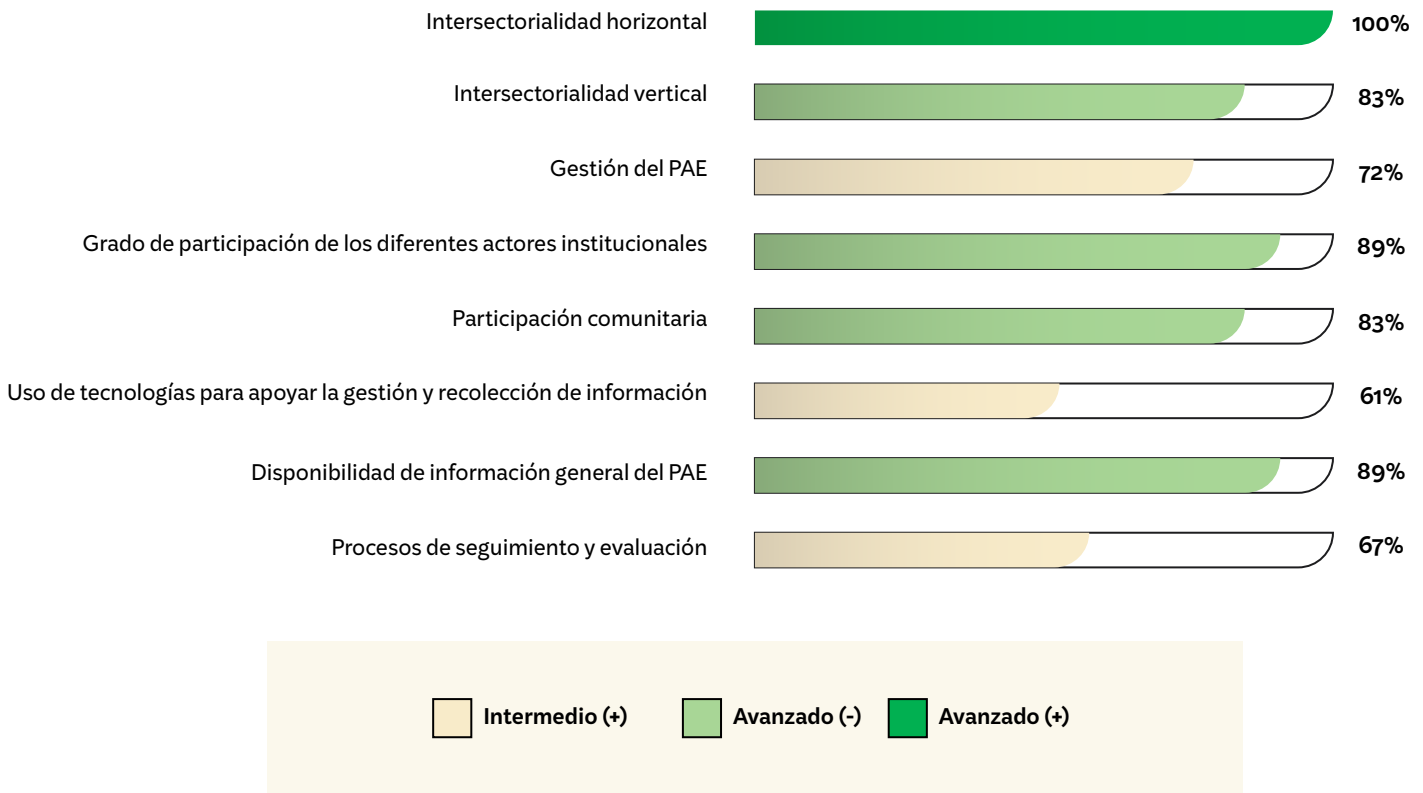 Intersectorialidad horizontal 100%
Intersectorialidad vertical 83%
Gestión del PAE 72%
Grado de participación de los diferentes actores institucionales 89%
Participación comunitaria 83%
Uso de tecnologías para apoyar la gestión y recolección de información 61%
Disponibilidad de información general del PAE 89%
Procesos de seguimiento y evaluación 67%
Intermedio (+) Avanzado (-) Avanzado (+)